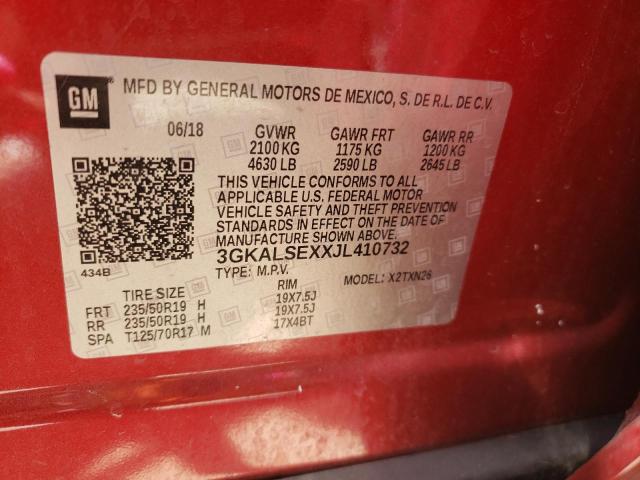 GM
MFD BY GENERAL MOTORS DE MEXICO, S. DE R.L. DE C.V.
06/18 GVWR GAWR FRT GAWR RR
2100 KG 1175 KG 1200 KG
4630 LB 2590 LB 2645 LB
THIS VEHICLE CONFORMS TO ALL
APPLICABLE U.S. FEDERAL MOTOR
VEHICLE SAFETY AND THEFT PREVENTION
STANDARDS IN EFFECT ON THE DATE OF
MANUFACTURE SHOWN ABOVE.
3GKALSEXXJL410732
434B
TYPE: M.P.V. MODEL: X2TXN26
TIRE SIZE RIM
FRT 235/50R19 H 19X7.5J
RR 235/50R19 H 19X7.5J
SPA T125/70R17 M 17X4BT